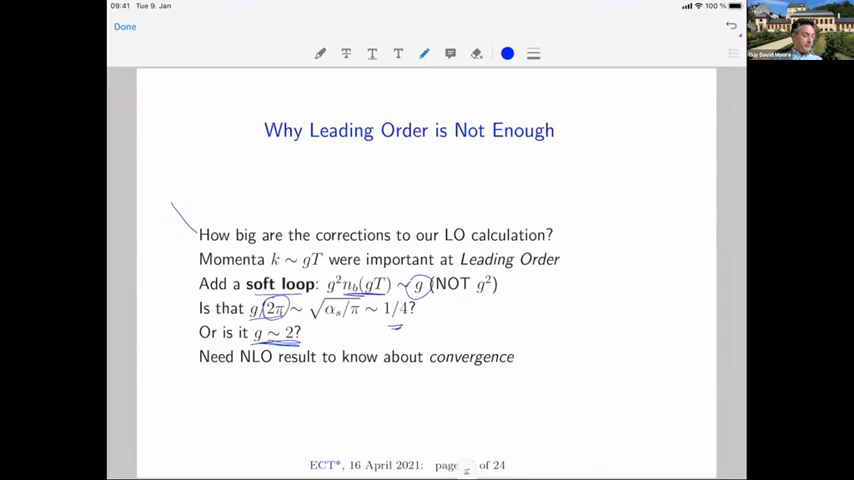 09:41 Tue 9. Jan
100 %
Done
T T T
Guy David Moore
Why Leading Order is Not Enough
How big are the corrections to our LO calculation?
Momenta k ∼ gT were important at Leading Order
Add a soft loop: g²n_b(gT) ∼ g (NOT g²)
Is that g/2π ∼ √(α_s/π) ∼ 1/4?
Or is it g ∼ 2?
Need NLO result to know about convergence
ECT*, 16 April 2021: page of 24